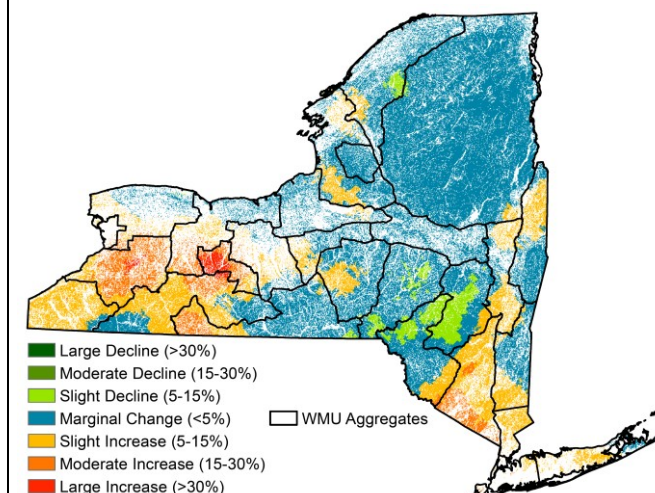 Large Decline (>30%)
Moderate Decline (15-30%)
Slight Decline (5-15%)
Marginal Change (<5%)
WMU Aggregates
Slight Increase (5-15%)
Moderate Increase (15-30%)
Large Increase (>30%)